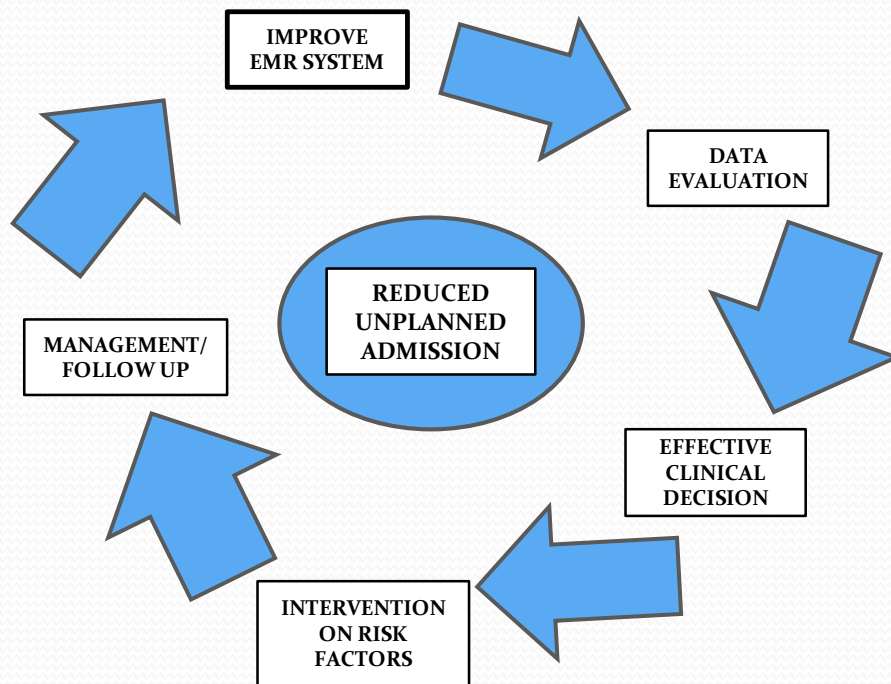 IMPROVE
EMR SYSTEM
DATA
EVALUATION
EFFECTIVE
CLINICAL
DECISION
INTERVENTION
ON RISK
FACTORS
MANAGEMENT/
FOLLOW UP
REDUCED
UNPLANNED
ADMISSION